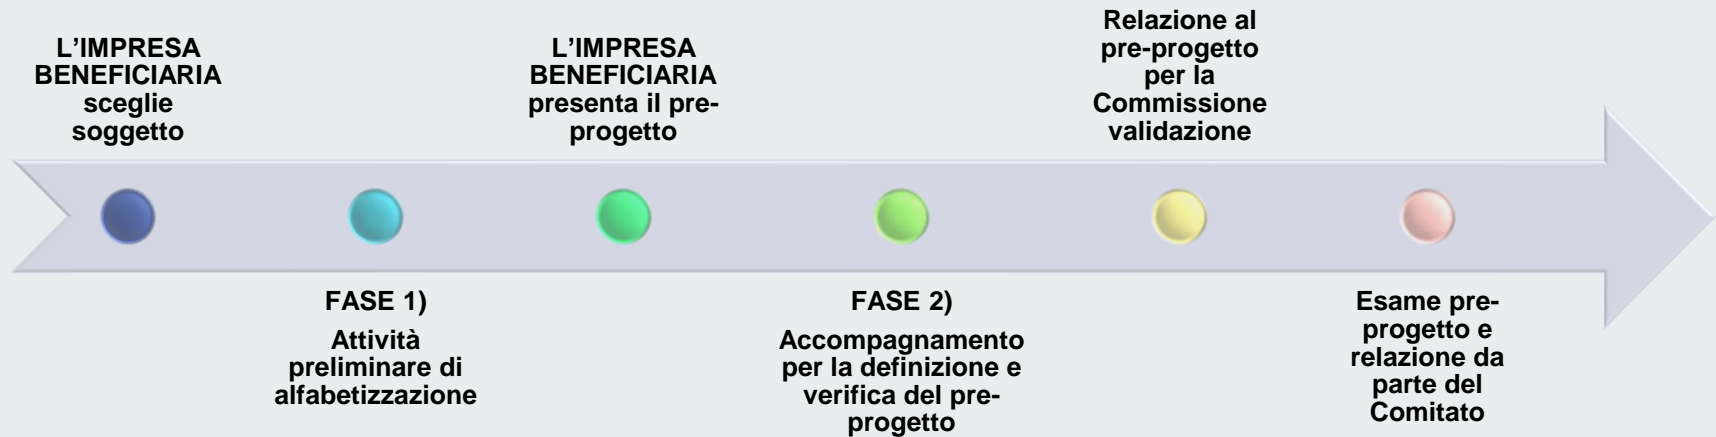 L’IMPRESA
BENEFICIARIA
sceglie
soggetto
FASE 1)
Attività
preliminare di
alfabetizzazione
L’IMPRESA
BENEFICIARIA
presenta il pre-
progetto
FASE 2)
Accompagnamento
per la definizione e
verifica del pre-
progetto
Relazione al
pre-progetto
per la
Commissione
validazione
Esame pre-
progetto e
relazione da
parte del
Comitato